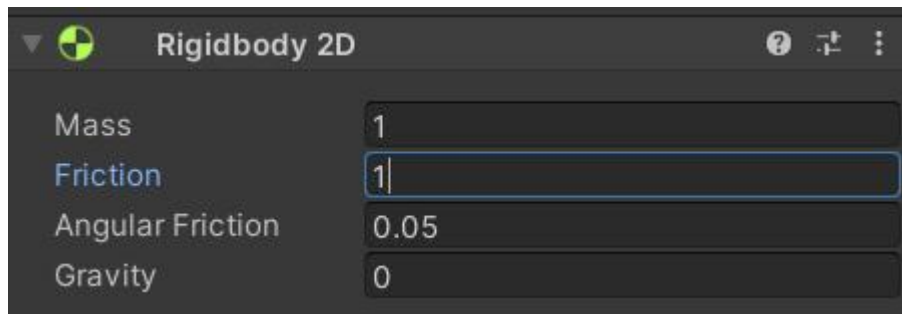 Rigidbody 2D
Mass 1
Friction 1
Angular Friction 0.05
Gravity 0